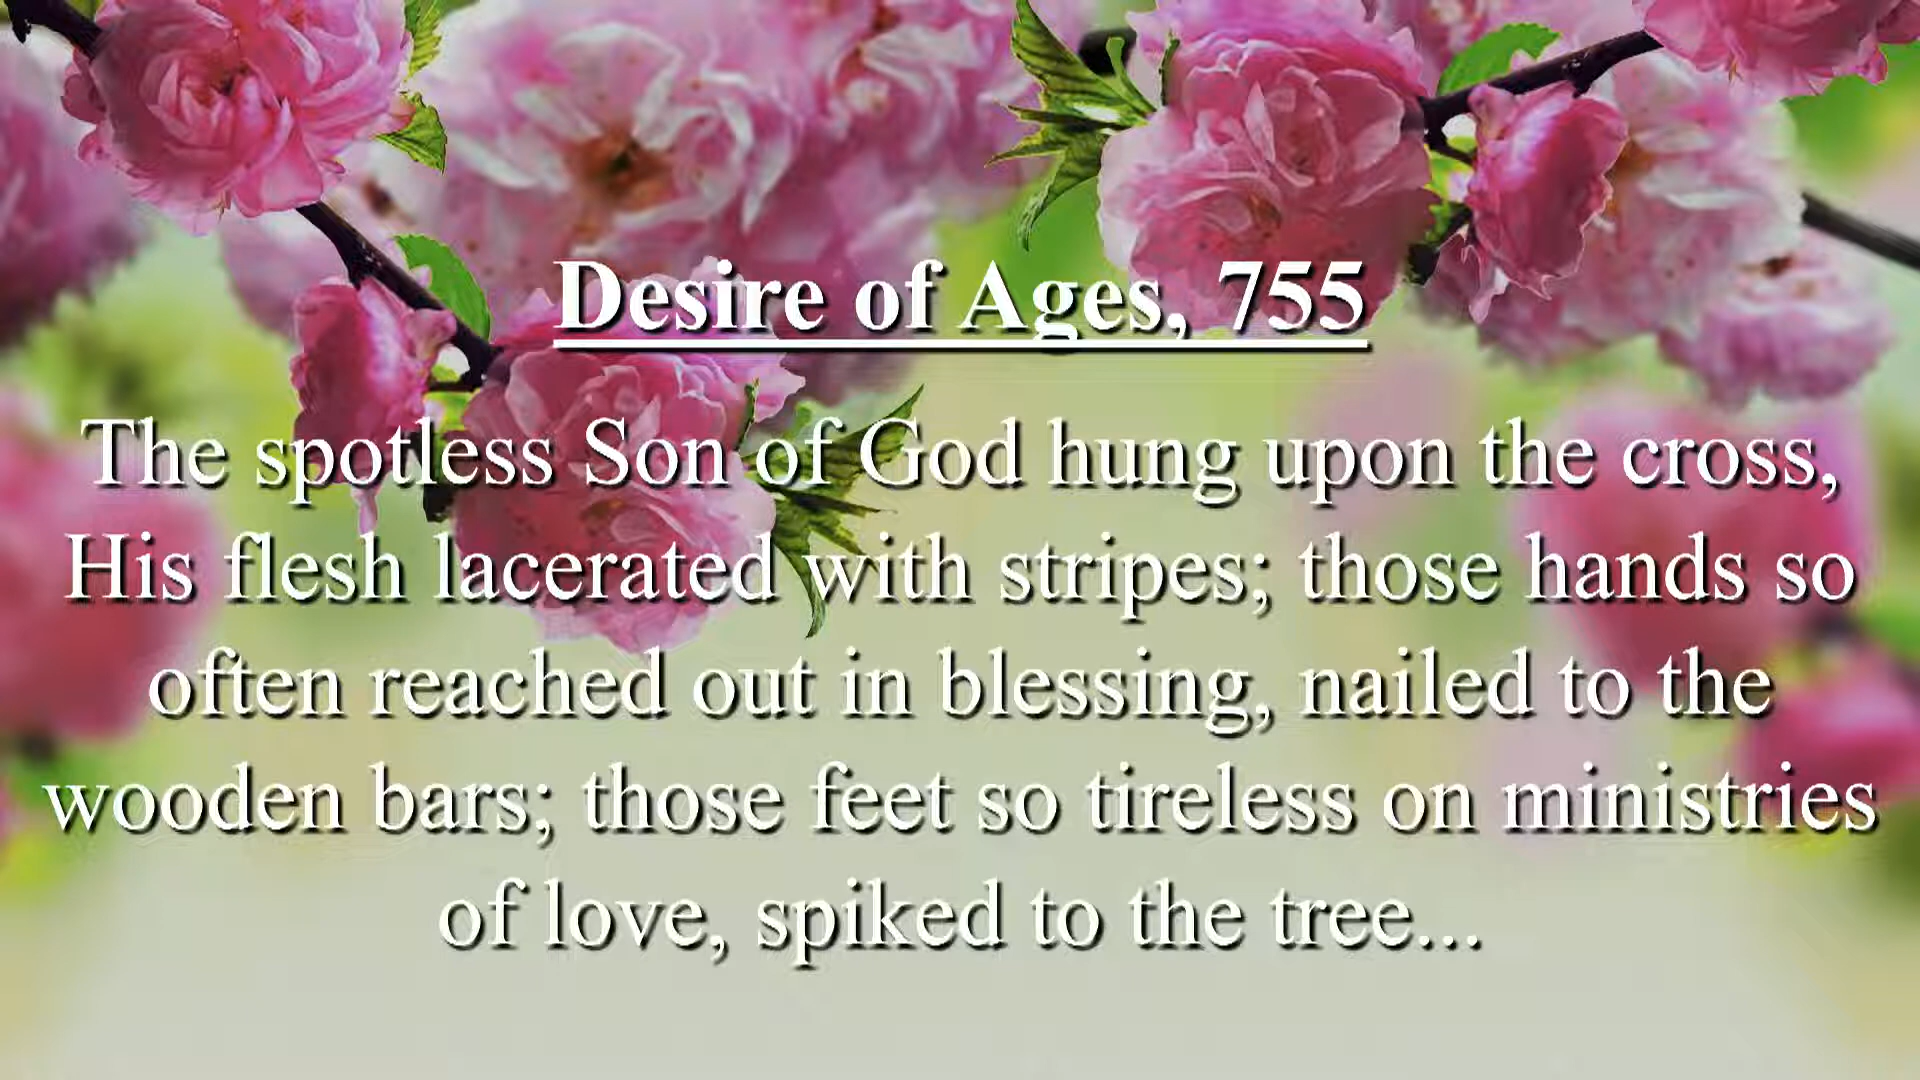 Desire of Ages, 755
The spotless Son of God hung upon the cross,
His flesh lacerated with stripes; those hands so
often reached out in blessing, nailed to the
wooden bars; those feet so tireless on ministries
of love, spiked to the tree...